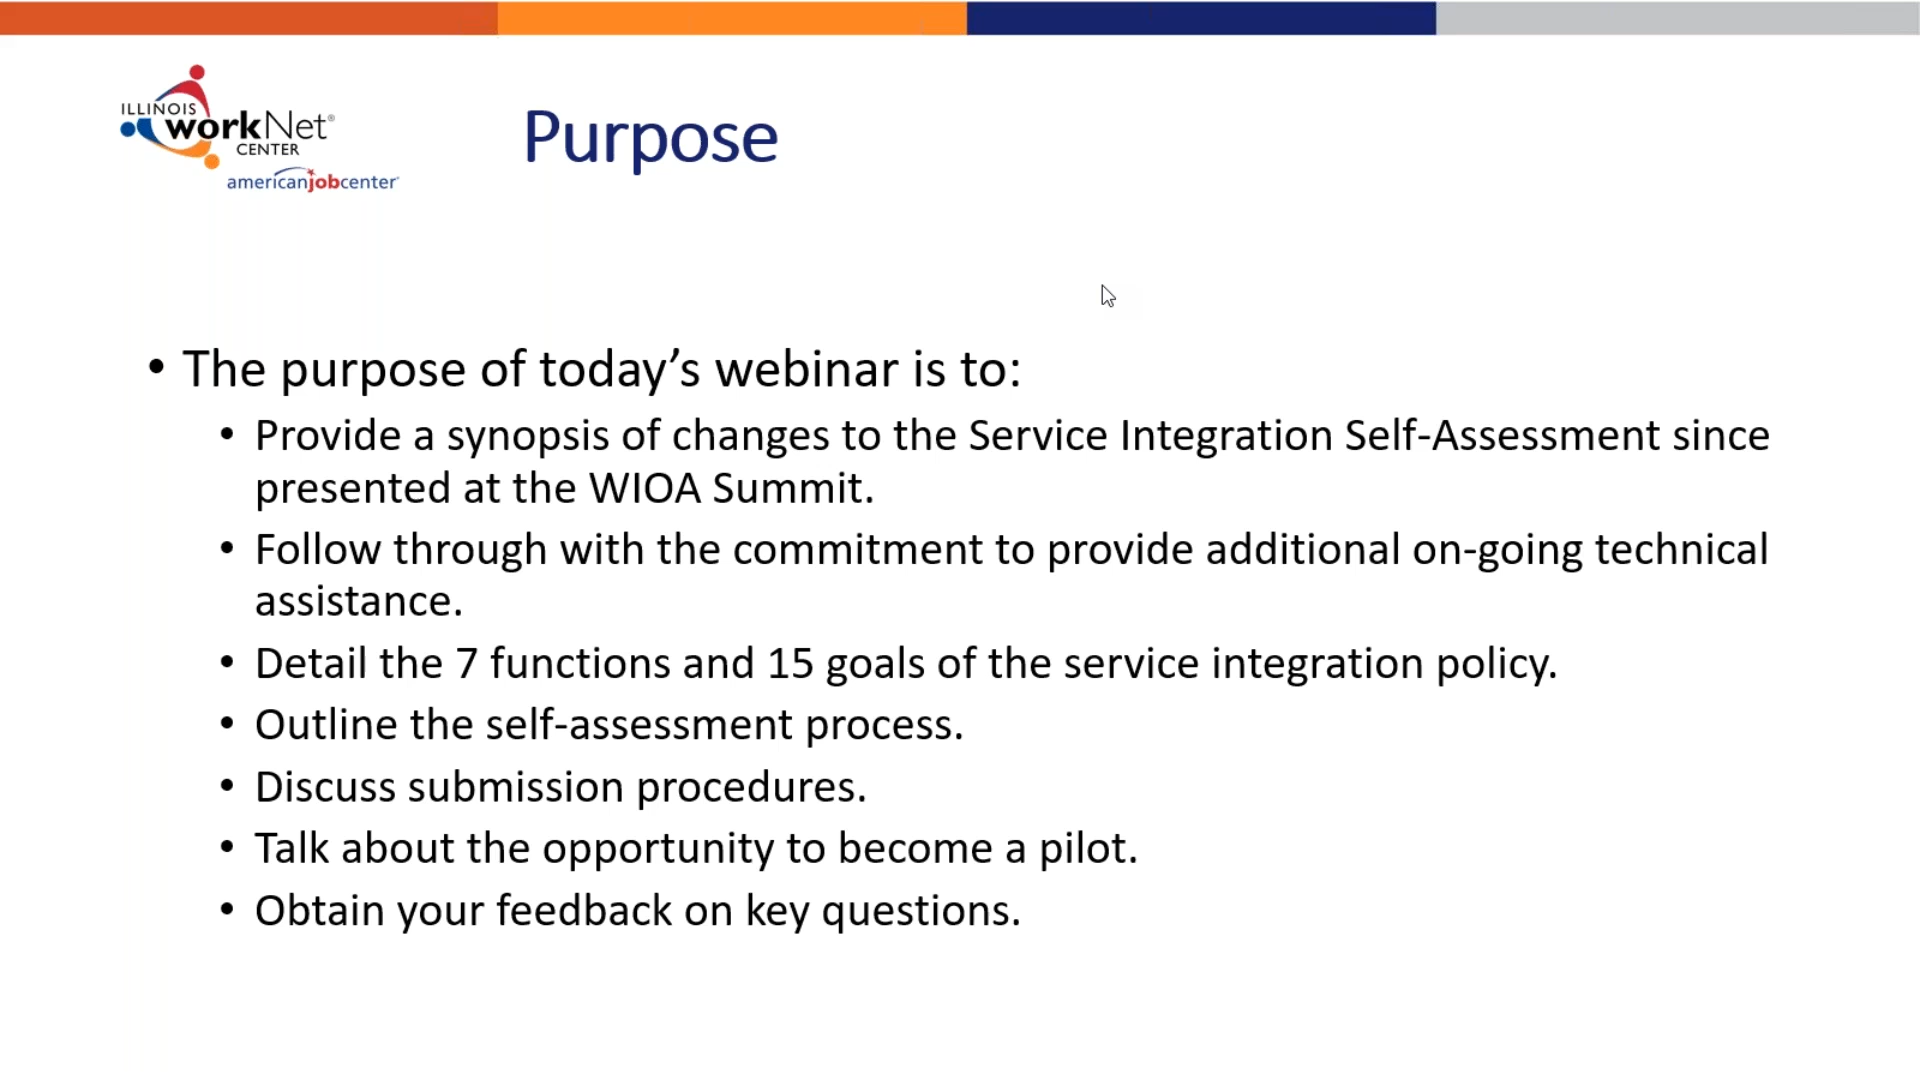 ILLINOIS
workNet®
CENTER
americanjobcenter
Purpose
• The purpose of today’s webinar is to:
• Provide a synopsis of changes to the Service Integration Self-Assessment since
presented at the WIOA Summit.
• Follow through with the commitment to provide additional on-going technical
assistance.
• Detail the 7 functions and 15 goals of the service integration policy.
• Outline the self-assessment process.
• Discuss submission procedures.
• Talk about the opportunity to become a pilot.
• Obtain your feedback on key questions.